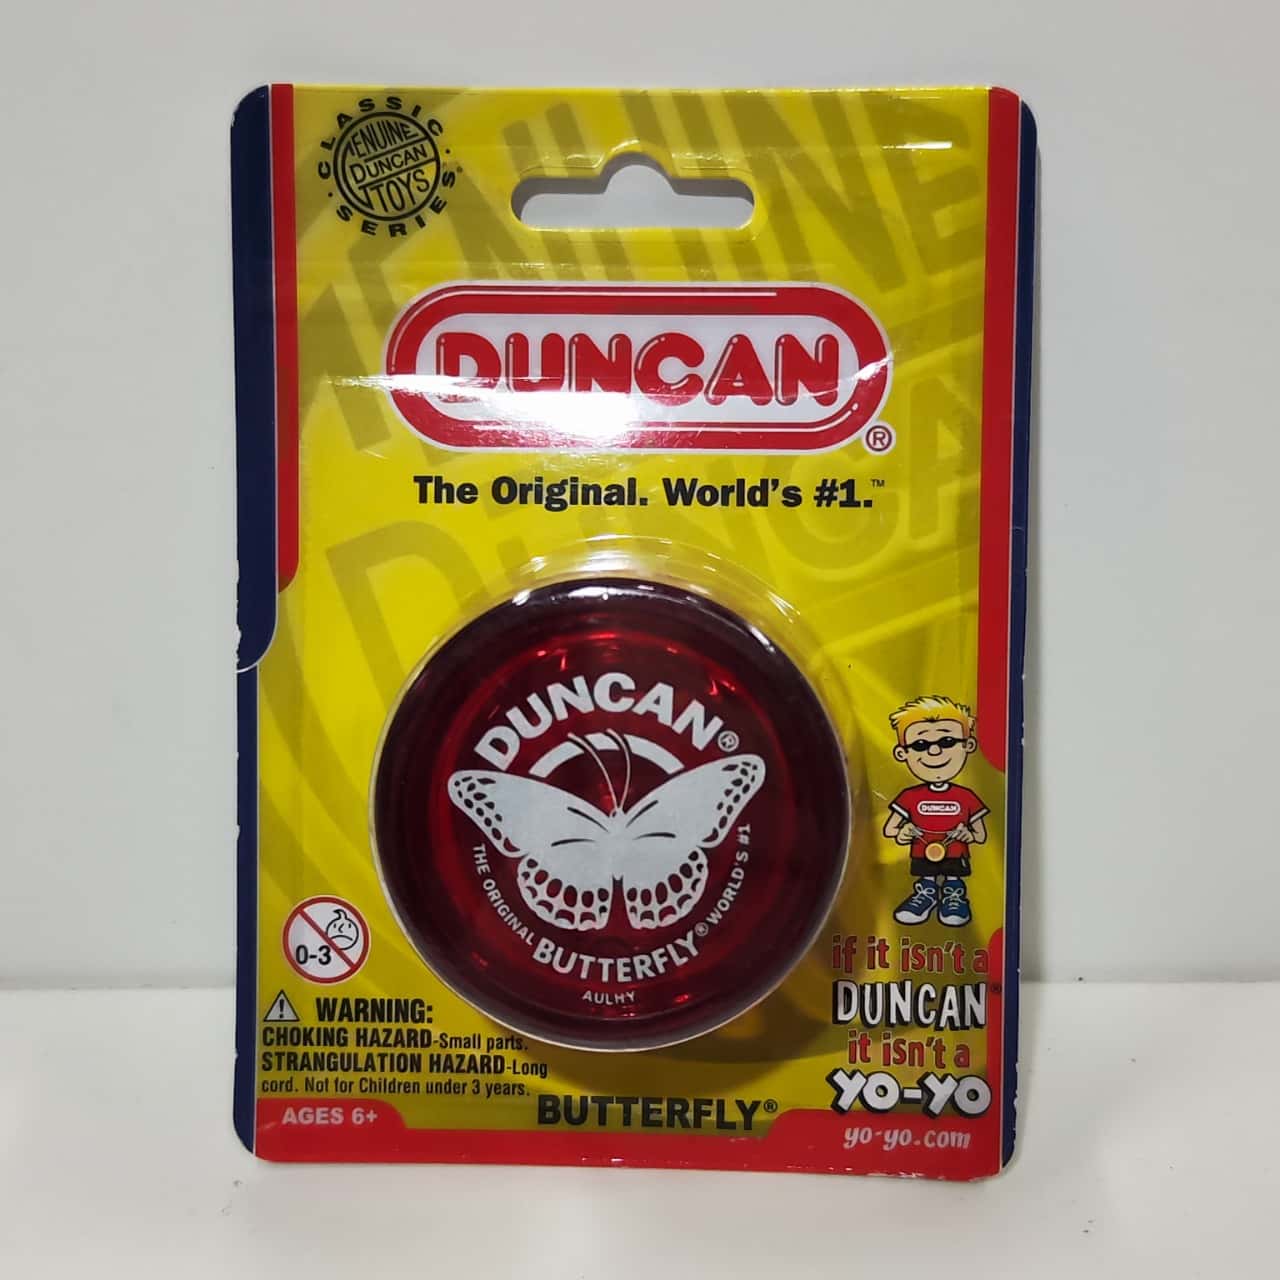 CLASSIC
GENUINE
DUNCAN
TOYS
SERIES
GENUINE
DUNCAN
DUNCAN®
The Original. World's #1.™
DUNCAN®
THE ORIGINAL
BUTTERFLY®
WORLD'S #1
DUNCAN
if it isn't a
DUNCAN®
it isn't a
YO-YO
yo-yo.com
0-3
WARNING:
CHOKING HAZARD-Small parts.
STRANGULATION HAZARD-Long
cord. Not for Children under 3 years.
AGES 6+
BUTTERFLY®